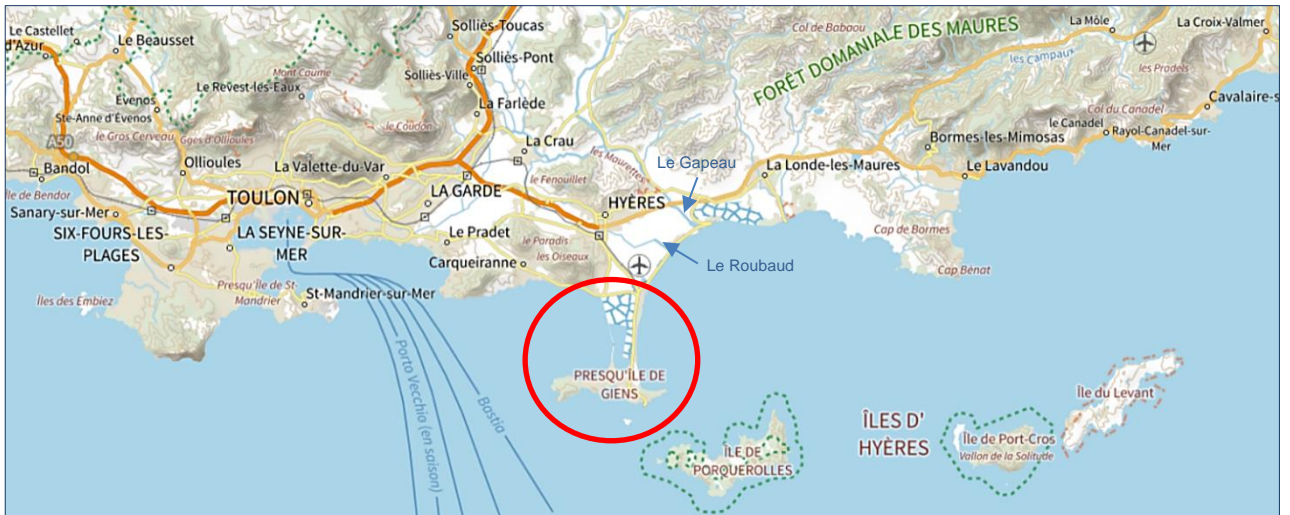 Le Castellet
d'Azur
Le Beausset
Solliès-Toucas
Solliès-Pont
Solliès-Ville
Col de Babaou
FORÊT DOMANIALE DES MAURES
La Môle
La Croix-Valmer
les Campaux
les Pradels
Mont Caume
Le Revest-les-Eaux
Evenos
Ste-Anne d'Evenos
le Gros Cerveau
Gges d'Ollioules
le Coudon
La Farlède
A50
Ollioules
Bandol
Île de Bendor
La Valette-du-Var
TOULON
LA GARDE
La Crau
les Maurettes
le Fenouillet
HYÈRES
Le Gapeau
La Londe-les-Maures
Bormes-les-Mimosas
Le Lavandou
Col du Canadel
le Canadel
Rayol-Canadel-sur-
Mer
Cavalaire-s
Sanary-sur-Mer
SIX-FOURS-LES-
PLAGES
LA SEYNE-SUR-
MER
Le Pradet
Carqueiranne
le Paradis
les Oiseaux
Le Roubaud
Cap de Bormes
Cap Bénat
Îles des Embiez
Presqu'île de St-
Mandrier
St-Mandrier-sur-Mer
Porto Vecchio (en saison)
Bastia
PRESQU'ÎLE DE
GIENS
ÎLE DE
PORQUEROLLES
ÎLES D'
HYÈRES
Île de Port-Cros
Vallon de la Solitude
Île du Levant